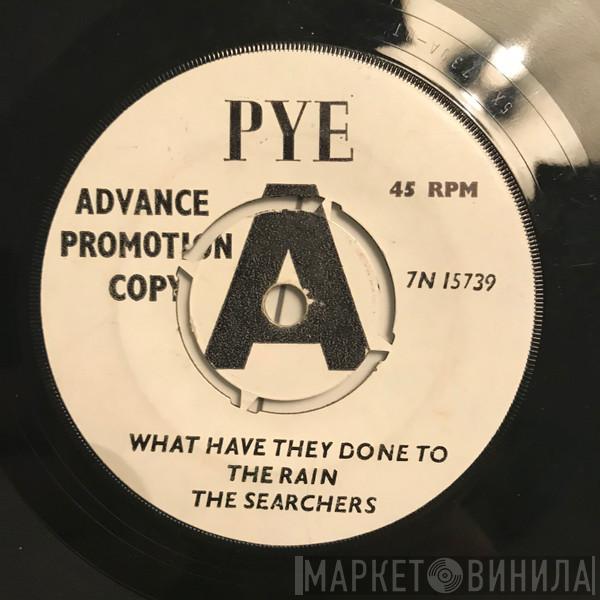 PYE
ADVANCE
PROMOTION
COPY
A
45 RPM
7N 15739
WHAT HAVE THEY DONE TO
THE RAIN
THE SEARCHERS
МАРКЕТ ВИНИЛА